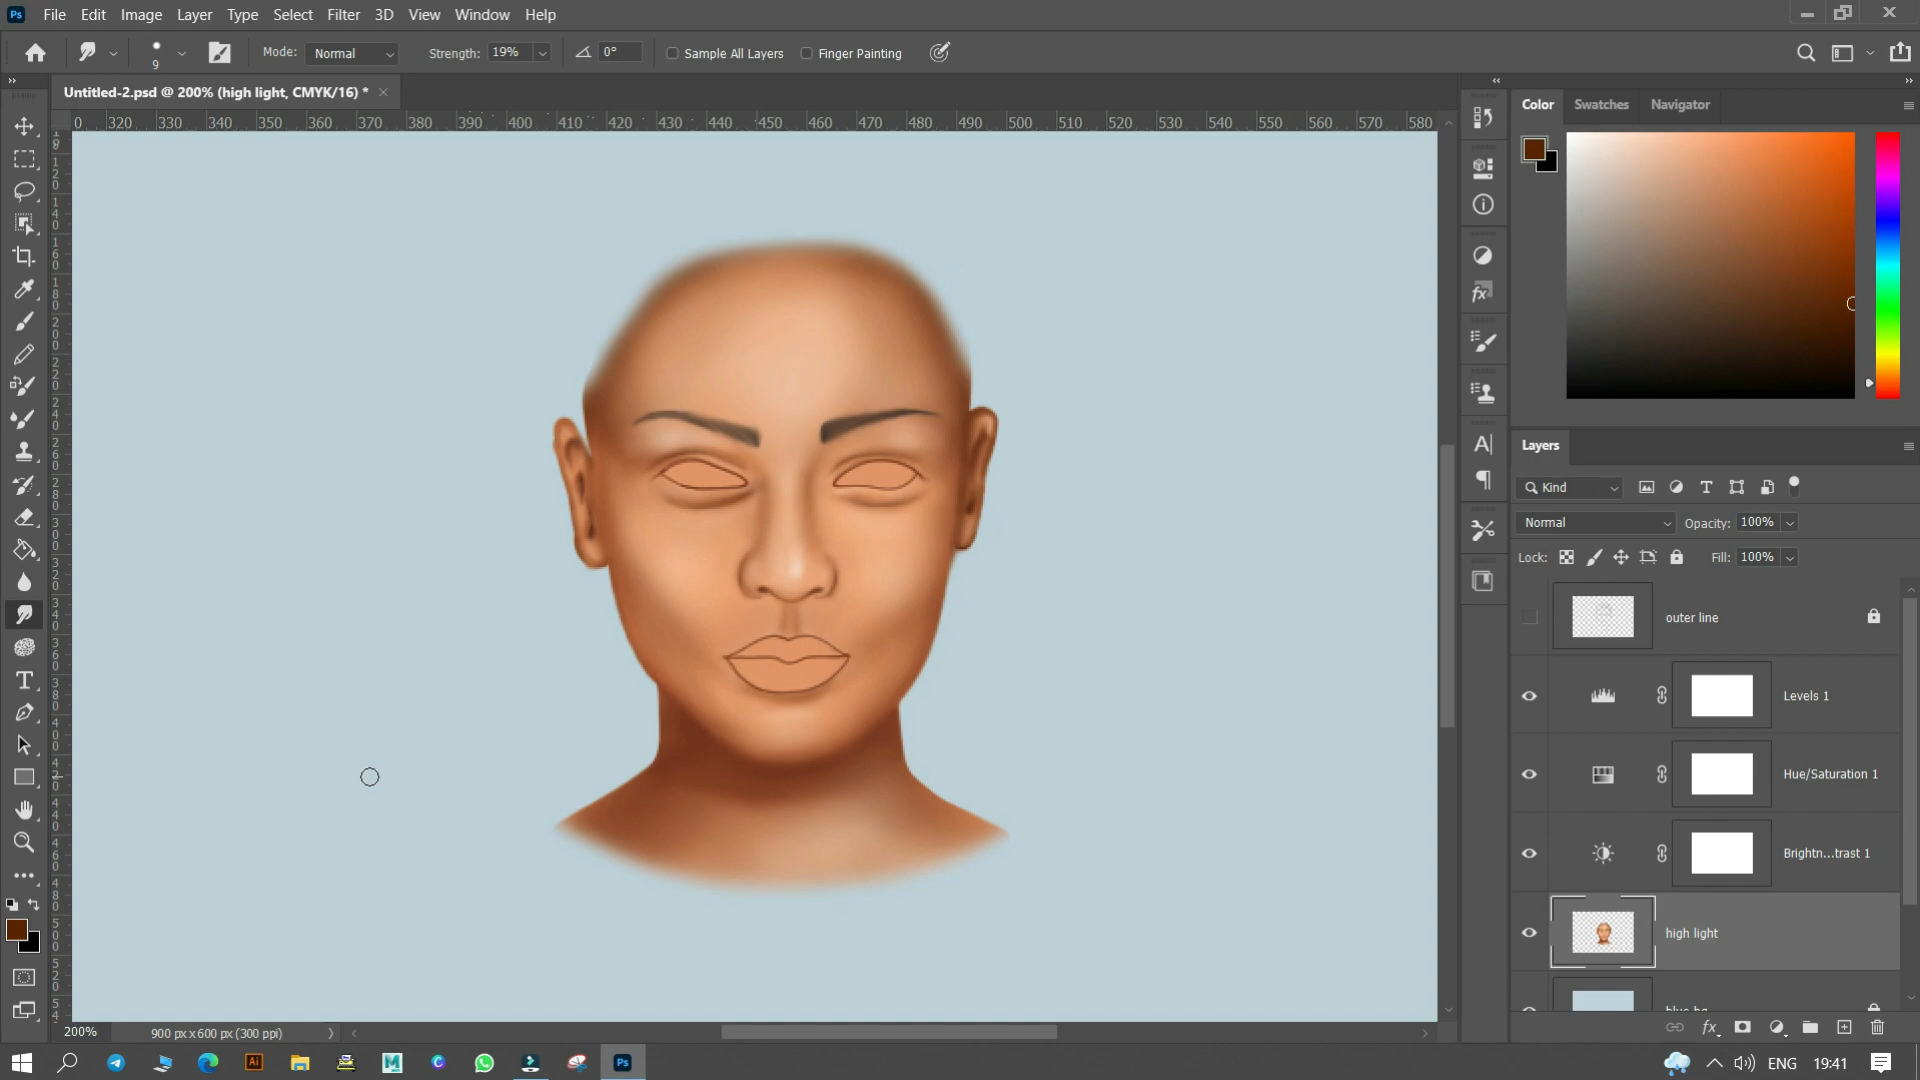 Ps File Edit Image Layer Type Select Filter 3D View Window Help
9 Mode: Normal Strength: 19% 0° Sample All Layers Finger Painting
Untitled-2.psd @ 200% (high light, CMYK/16) * ×
0 320 330 340 350 360 370 380 390 400 410 420 430 440 450 460 470 480 490 500 510 520 530 540 550 560 570 580
Color Swatches Navigator
Layers
Kind
Normal Opacity: 100%
Lock: Fill: 100%
outer line
Levels 1
Hue/Saturation 1
Brightn...trast 1
high light
200% 900 px x 600 px (300 ppi)
Ai Ps ENG 19:41